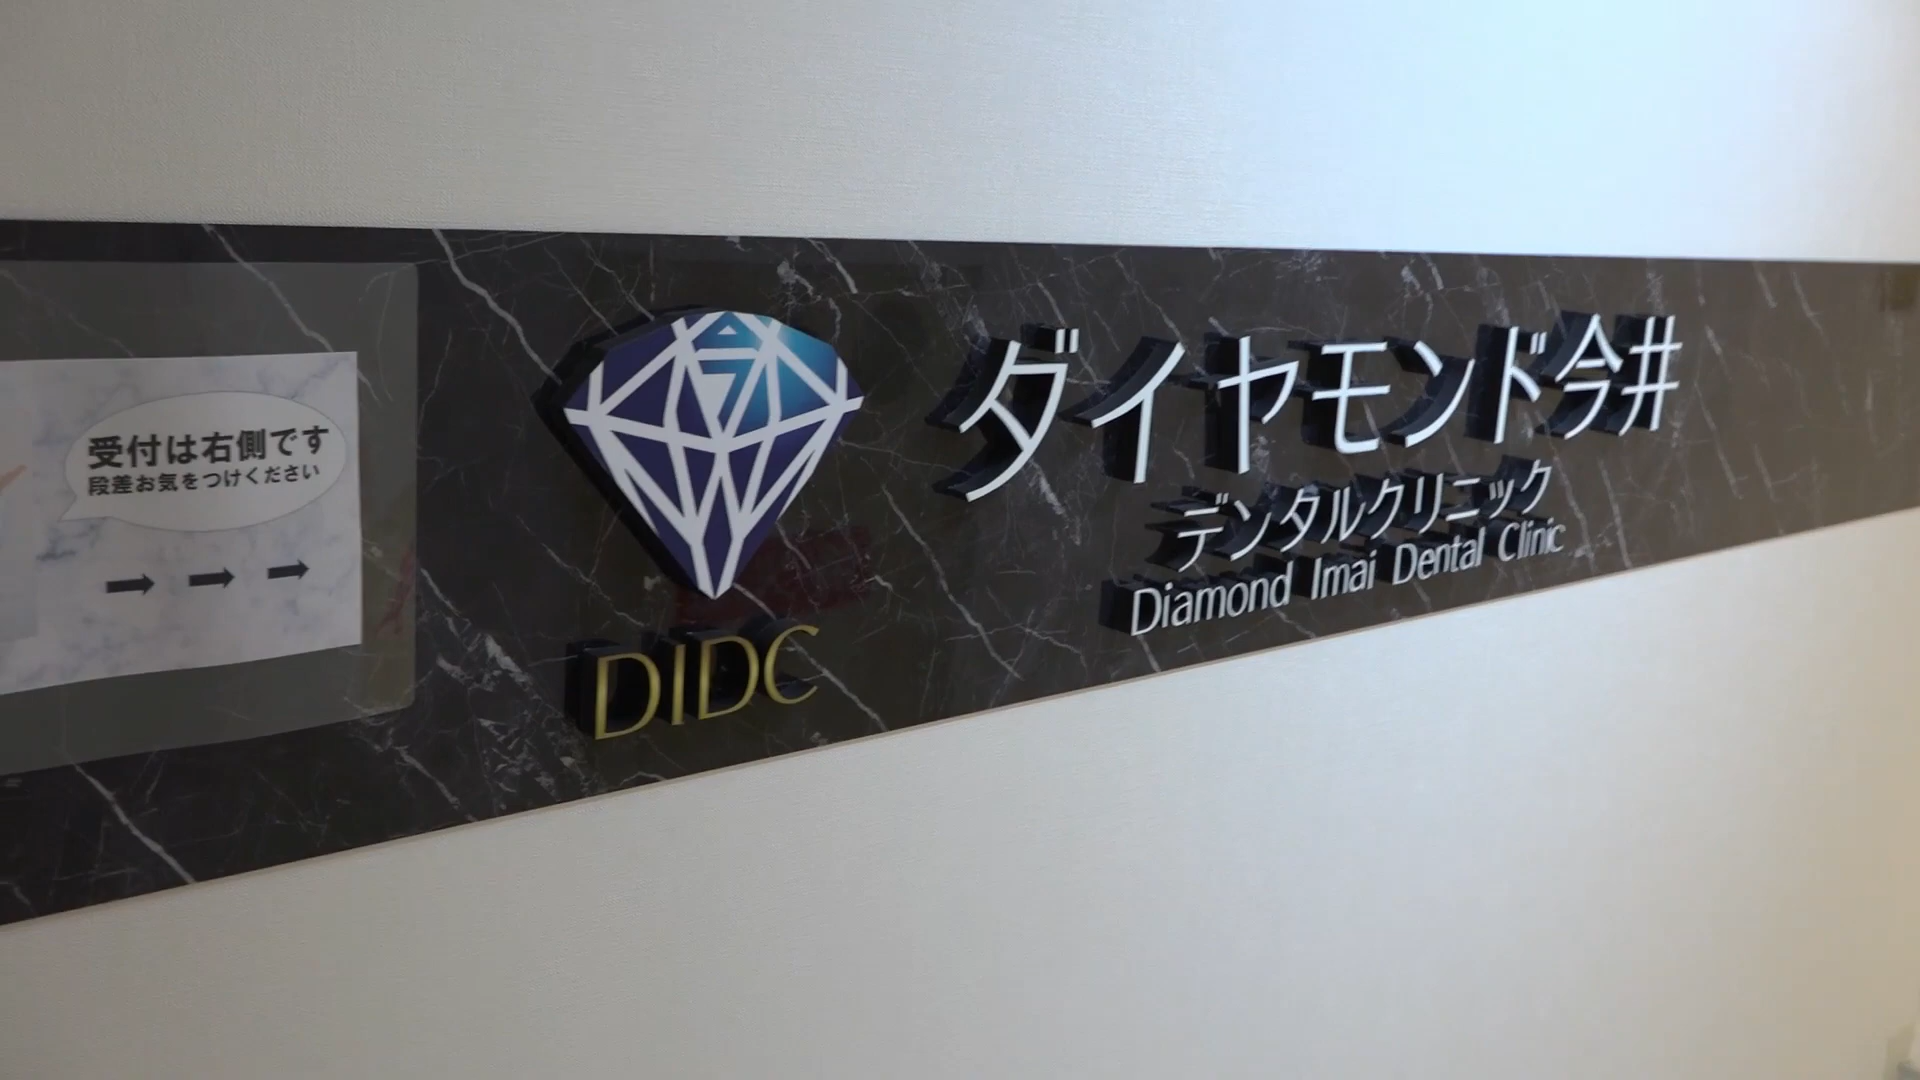 受付は右側です
段差お気をつけください
DIDC
ダイヤモンド今井
デンタルクリニック
Diamond Imai Dental Clinic